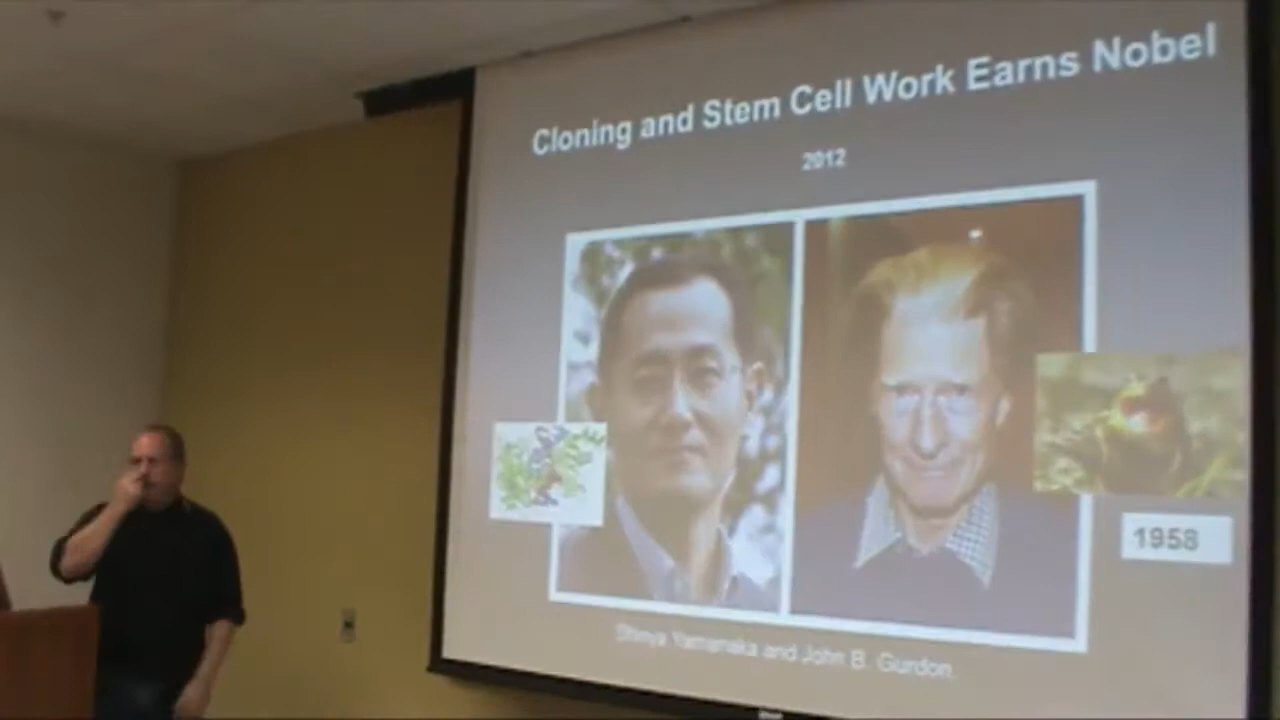 Cloning and Stem Cell Work Earns Nobel
2012
1958
Shinya Yamanaka and John B. Gurdon